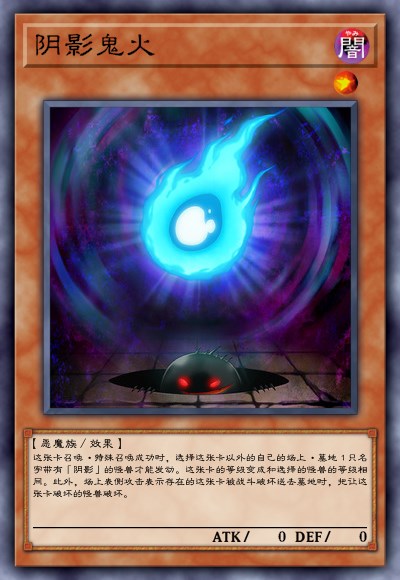 阴影鬼火
やみ
闇
【恶魔族／效果】
这张卡召唤·特殊召唤成功时，选择这张卡以外的自己的场上·墓地1只名
字带有「阴影」的怪兽才能发动。这张卡的等级变成和选择的怪兽的等级相
同。此外，场上表侧攻击表示存在的这张卡被战斗破坏送去墓地时，把让这
张卡破坏的怪兽破坏。
ATK/ 0 DEF/ 0